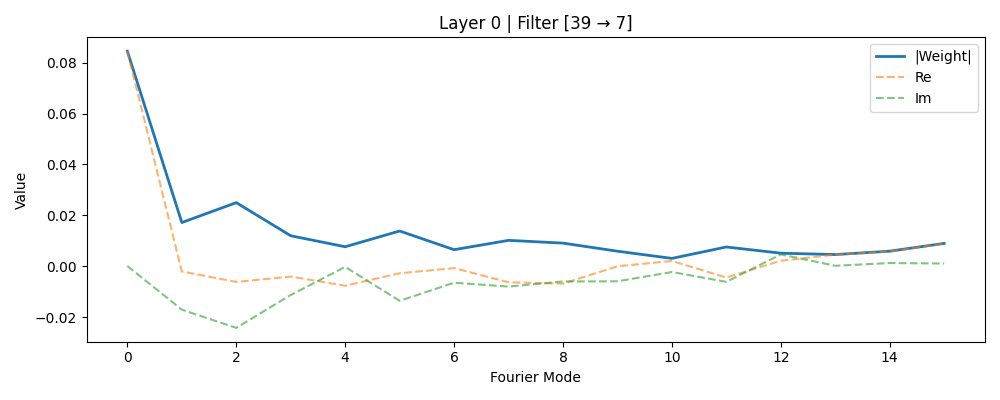 Layer 0 | Filter [39 → 7]
|Weight|
Re
Im
Value
0.08
0.06
0.04
0.02
0.00
−0.02
0 2 4 6 8 10 12 14
Fourier Mode